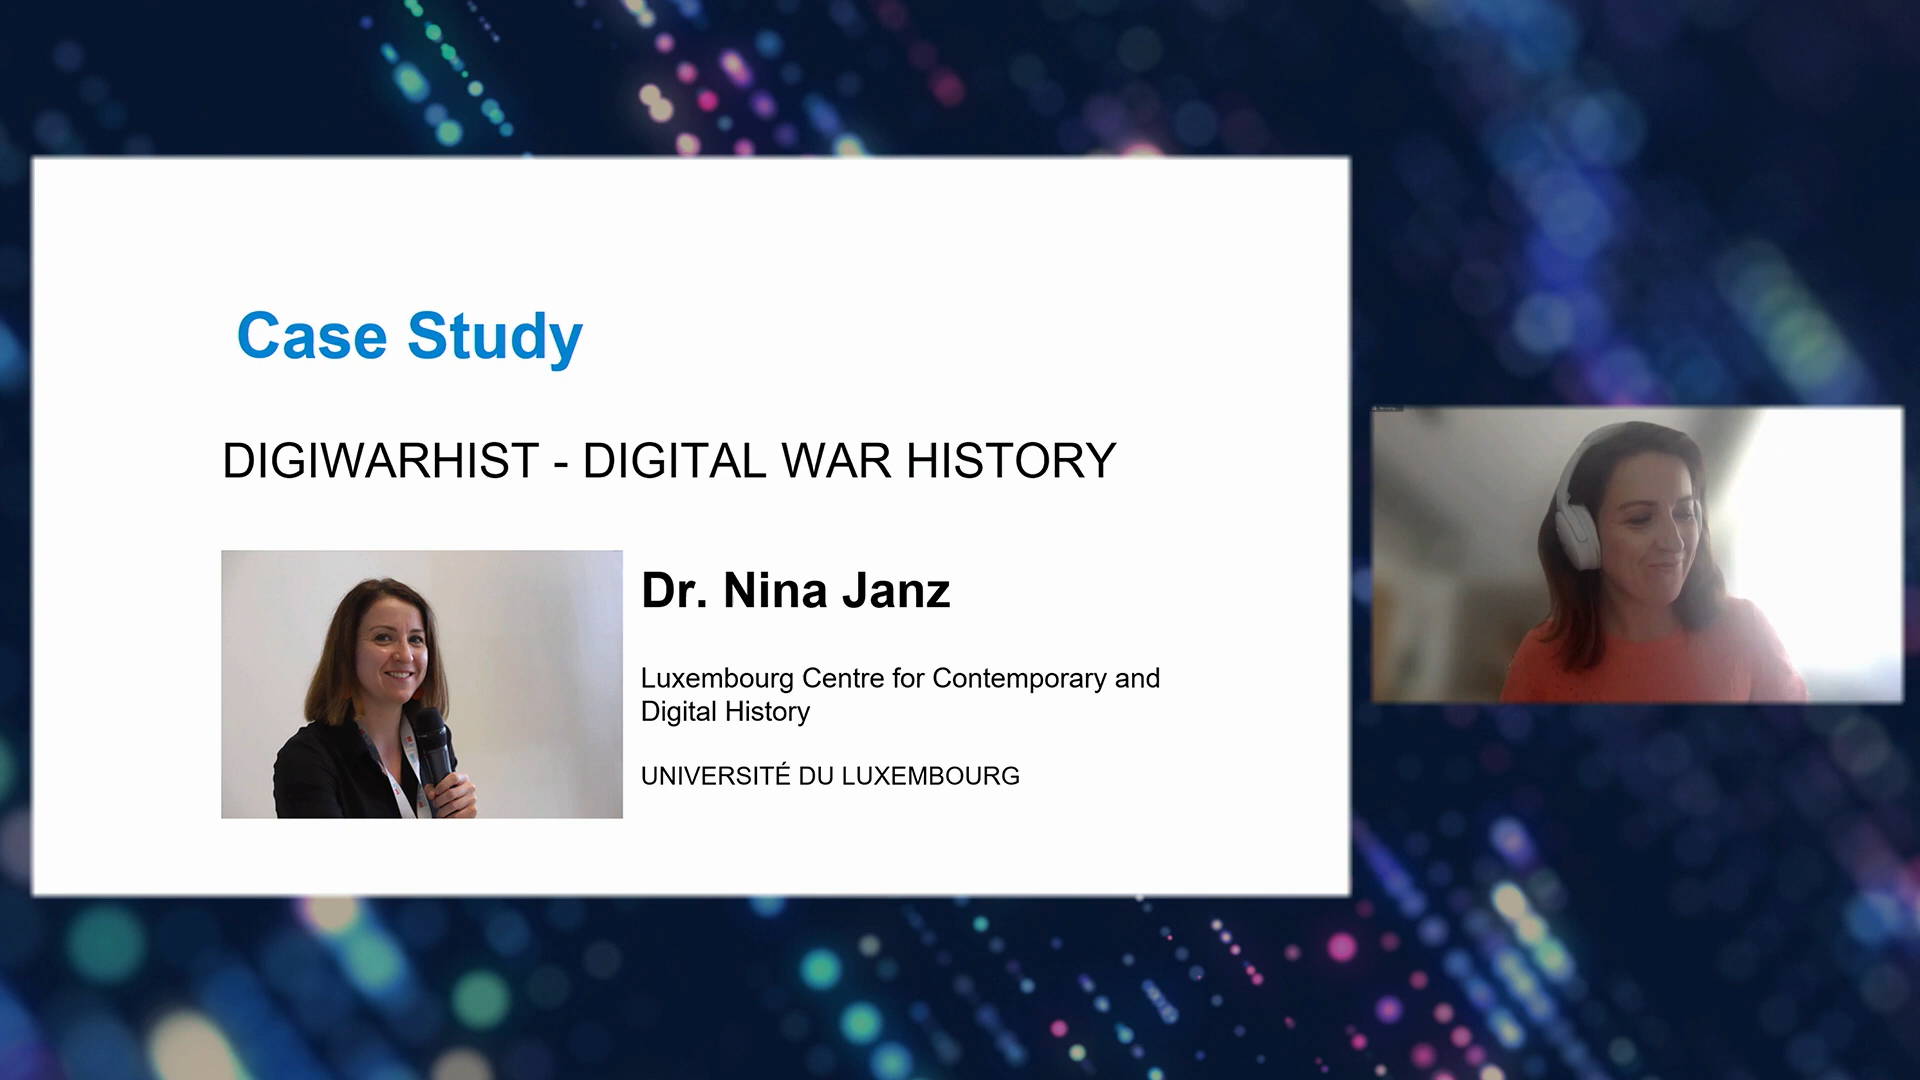 Case Study
DIGIWARHIST - DIGITAL WAR HISTORY
Dr. Nina Janz
Luxembourg Centre for Contemporary and
Digital History
UNIVERSITÉ DU LUXEMBOURG